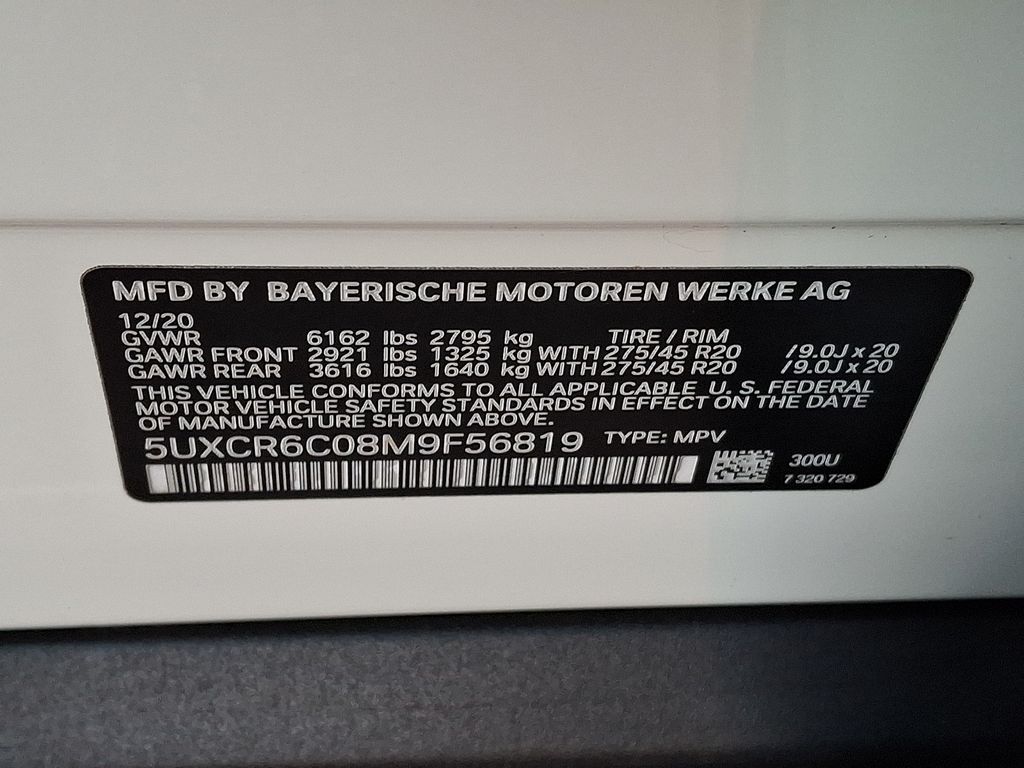 MFD BY BAYERISCHE MOTOREN WERKE AG
12/20
GVWR 6162 lbs 2795 kg TIRE / RIM
GAWR FRONT 2921 lbs 1325 kg WITH 275/45 R20 / 9.0J x 20
GAWR REAR 3616 lbs 1640 kg WITH 275/45 R20 / 9.0J x 20
THIS VEHICLE CONFORMS TO ALL APPLICABLE U. S. FEDERAL
MOTOR VEHICLE SAFETY STANDARDS IN EFFECT ON THE DATE
OF MANUFACTURE SHOWN ABOVE.
5UXCR6C08M9F56819 TYPE: MPV
300U
7 320 729